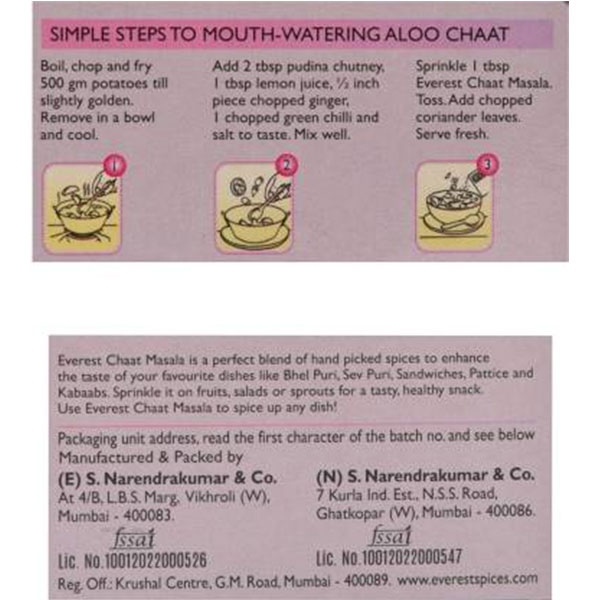 SIMPLE STEPS TO MOUTH-WATERING ALOO CHAAT
Boil, chop and fry
500 gm potatoes till
slightly golden.
Remove in a bowl
and cool.
1
Add 2 tbsp pudina chutney,
1 tbsp lemon juice, ½ inch
piece chopped ginger,
1 chopped green chilli and
salt to taste. Mix well.
2
Sprinkle 1 tbsp
Everest Chaat Masala.
Toss. Add chopped
coriander leaves.
Serve fresh.
3
Everest Chaat Masala is a perfect blend of hand picked spices to enhance
the taste of your favourite dishes like Bhel Puri, Sev Puri, Sandwiches, Pattice and
Kabaabs. Sprinkle it on fruits, salads or sprouts for a tasty, healthy snack.
Use Everest Chaat Masala to spice up any dish!
Packaging unit address, read the first character of the batch no. and see below
Manufactured & Packed by
(E) S. Narendrakumar & Co.
At 4/B, L.B.S. Marg, Vikhroli (W),
Mumbai - 400083.
fssai
Lic. No.10012022000526
(N) S. Narendrakumar & Co.
7 Kurla Ind. Est., N.S.S. Road,
Ghatkopar (W), Mumbai - 400086.
fssai
Lic. No.10012022000547
Reg. Off.: Krushal Centre, G.M. Road, Mumbai - 400089. www.everestspices.com